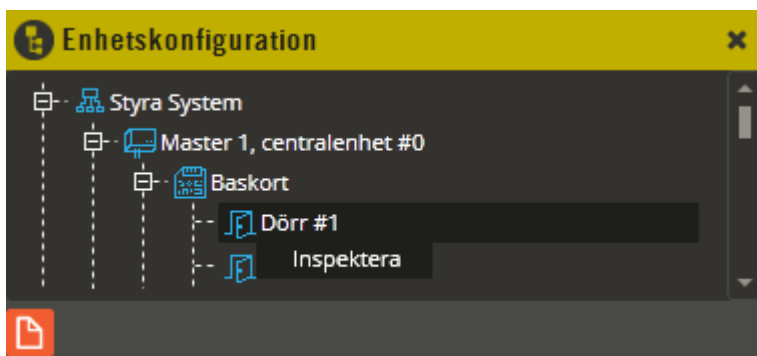 Enhetskonfiguration
Styra System
Master 1, centralenhet #0
Baskort
Dörr #1
Inspektera